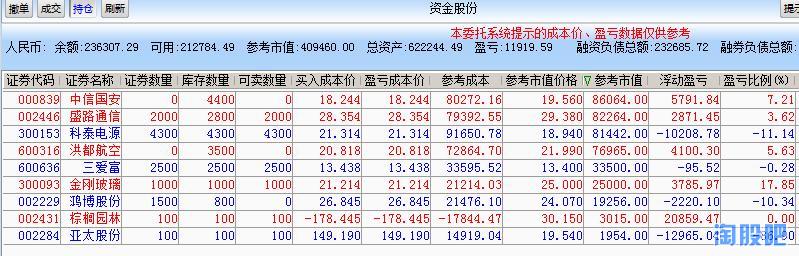 撤单 成交 持仓 刷新 资金股份 提示
本委托系统提示的成本价、盈亏数据仅供参考
人民币: 余额:236307.29 可用:212784.49 参考市值:409460.00 总资产:622244.49 盈亏:11919.59 融资负债总额:232685.72 融券负债总额
证券代码 证券名称 证券数量 库存数量 可卖数量 买入成本价 盈亏成本价 参考成本 参考市值价格 参考市值 浮动盈亏 盈亏比例(%)
000839 中信国安 0 4400 0 18.244 18.244 80272.16 19.560 86064.00 5791.84 7.21
002446 盛路通信 2000 2800 2000 28.354 28.354 79392.55 29.380 82264.00 2871.45 3.62
300153 科泰电源 4300 4300 4300 21.314 21.314 91650.78 18.940 81442.00 -10208.78 -11.14
600316 洪都航空 0 3500 0 20.818 20.818 72864.70 21.990 76965.00 4100.30 5.63
600636 三爱富 2500 2500 2500 13.438 13.438 33595.52 13.400 33500.00 -95.52 -0.28
300093 金刚玻璃 1000 1000 1000 21.214 21.214 21214.03 25.000 25000.00 3785.97 17.85
002229 鸿博股份 1500 800 0 26.845 26.845 21476.10 24.070 19256.00 -2220.10 -10.34
002431 棕榈园林 100 100 100 -178.445 -178.445 -17844.47 30.150 3015.00 20859.47 0.00
002284 亚太股份 100 100 100 149.190 149.190 14919.04 19.540 1954.00 -12965.04
淘股吧